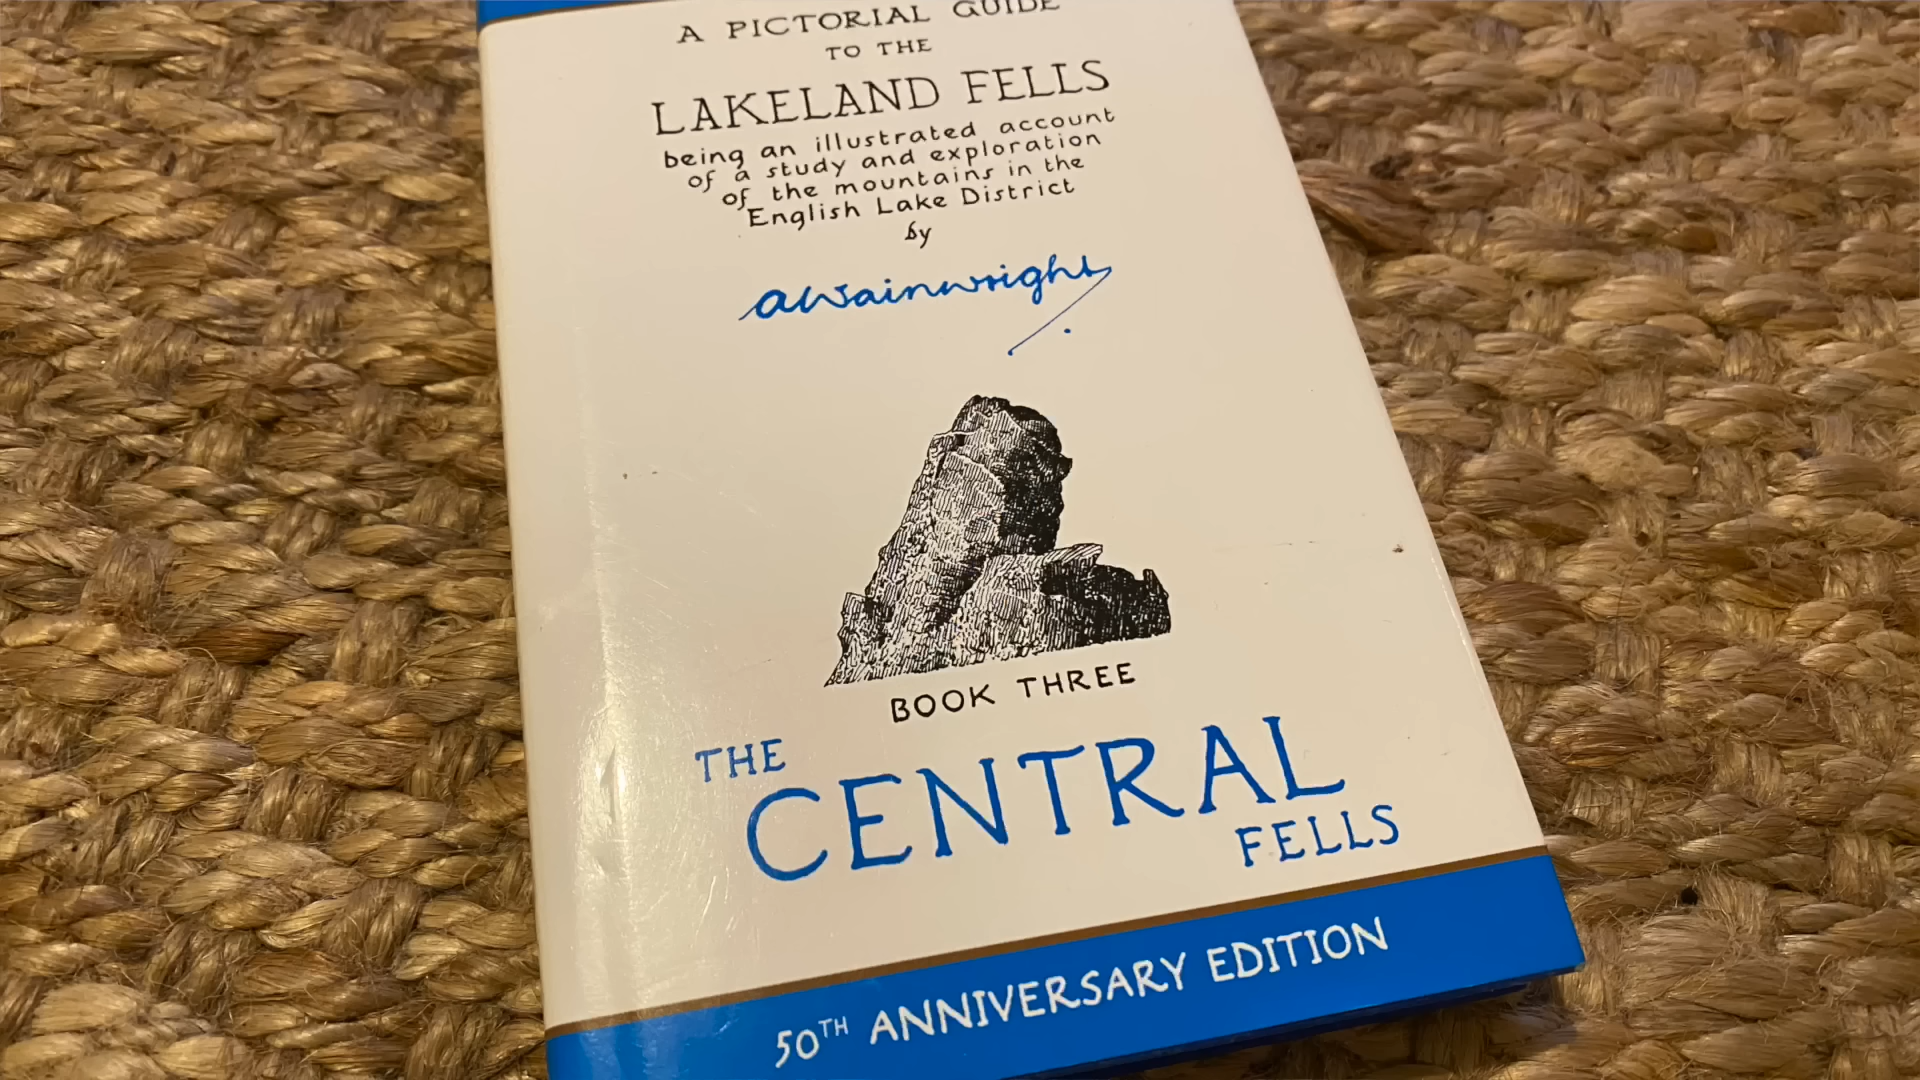 A PICTORIAL GUIDE
TO THE
LAKELAND FELLS
being an illustrated account
of a study and exploration
of the mountains in the
English Lake District
by
awainwright
BOOK THREE
THE
CENTRAL
FELLS
50TH ANNIVERSARY EDITION